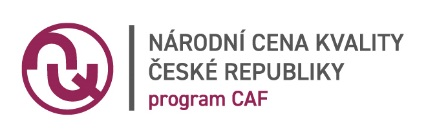 NÁRODNÍ CENA KVALITY
ČESKÉ REPUBLIKY
program CAF